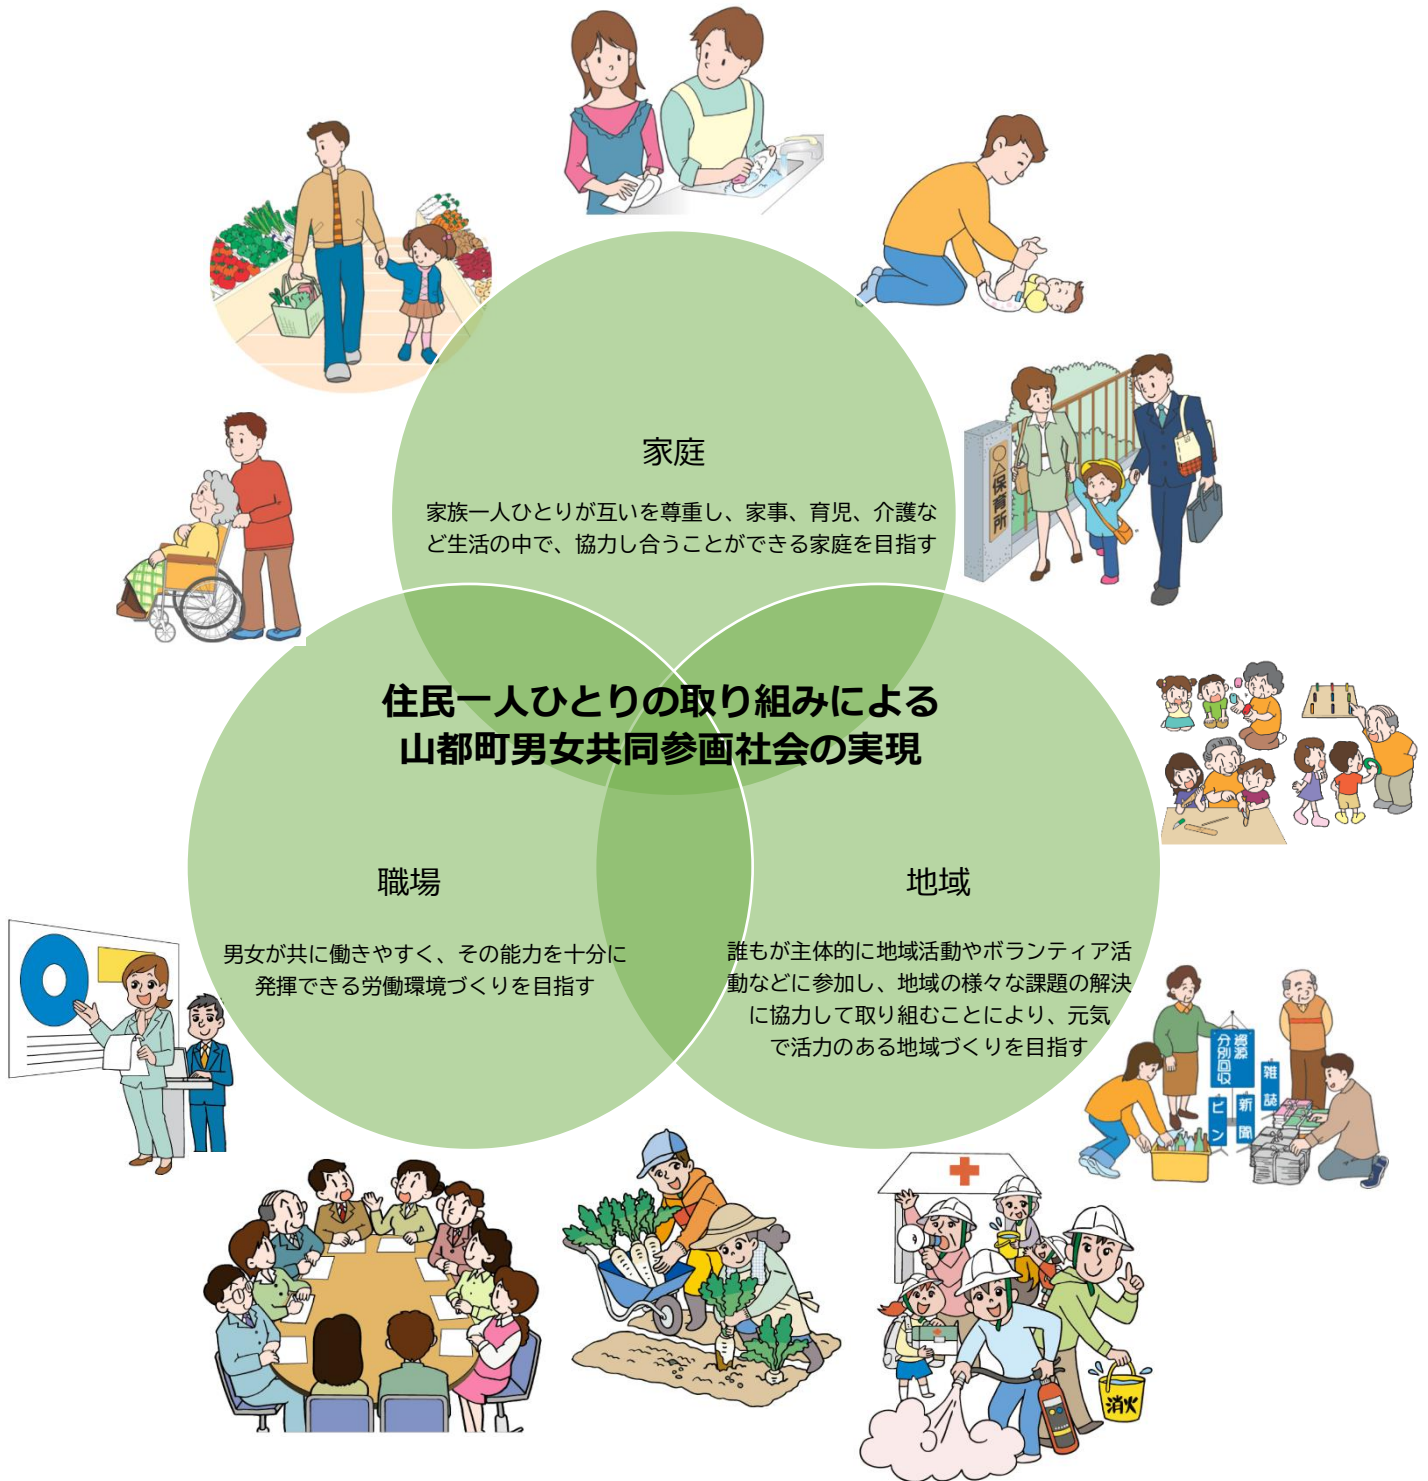 家庭
家族一人ひとりが互いを尊重し、家事、育児、介護な
ど生活の中で、協力し合うことができる家庭を目指す
○△保育所
住民一人ひとりの取り組みによる
山都町男女共同参画社会の実現
職場
男女が共に働きやすく、その能力を十分に
発揮できる労働環境づくりを目指す
地域
誰もが主体的に地域活動やボランティア活
動などに参加し、地域の様々な課題の解決
に協力して取り組むことにより、元気
で活力のある地域づくりを目指す
資源
分別回収
雑誌
新聞
ビン
消火